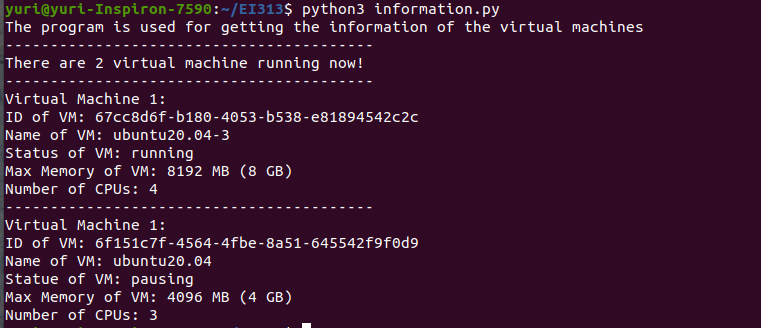 yuri@yuri-Inspiron-7590:~/EI313$ python3 information.py
The program is used for getting the information of the virtual machines
------------------------------------------
There are 2 virtual machine running now!
------------------------------------------
Virtual Machine 1:
ID of VM: 67cc8d6f-b180-4053-b538-e81894542c2c
Name of VM: ubuntu20.04-3
Status of VM: running
Max Memory of VM: 8192 MB (8 GB)
Number of CPUs: 4
------------------------------------------
Virtual Machine 1:
ID of VM: 6f151c7f-4564-4fbe-8a51-645542f9f0d9
Name of VM: ubuntu20.04
Statue of VM: pausing
Max Memory of VM: 4096 MB (4 GB)
Number of CPUs: 3